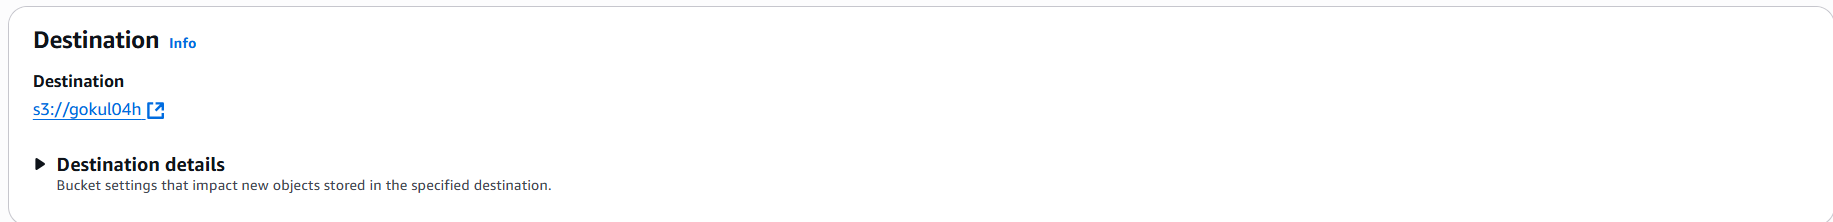 Destination Info
Destination
s3://gokul04h
Destination details
Bucket settings that impact new objects stored in the specified destination.